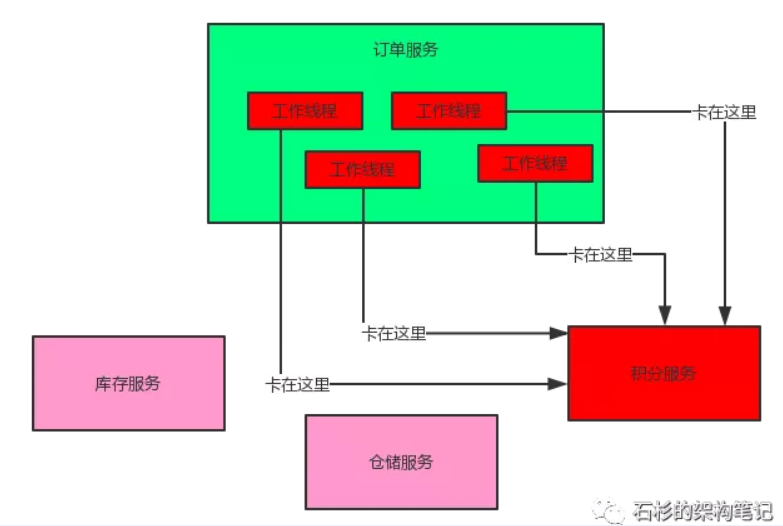 订单服务
工作线程
工作线程
卡在这里
工作线程
工作线程
卡在这里
卡在这里
库存服务
卡在这里
积分服务
仓储服务
石杉的架构笔记